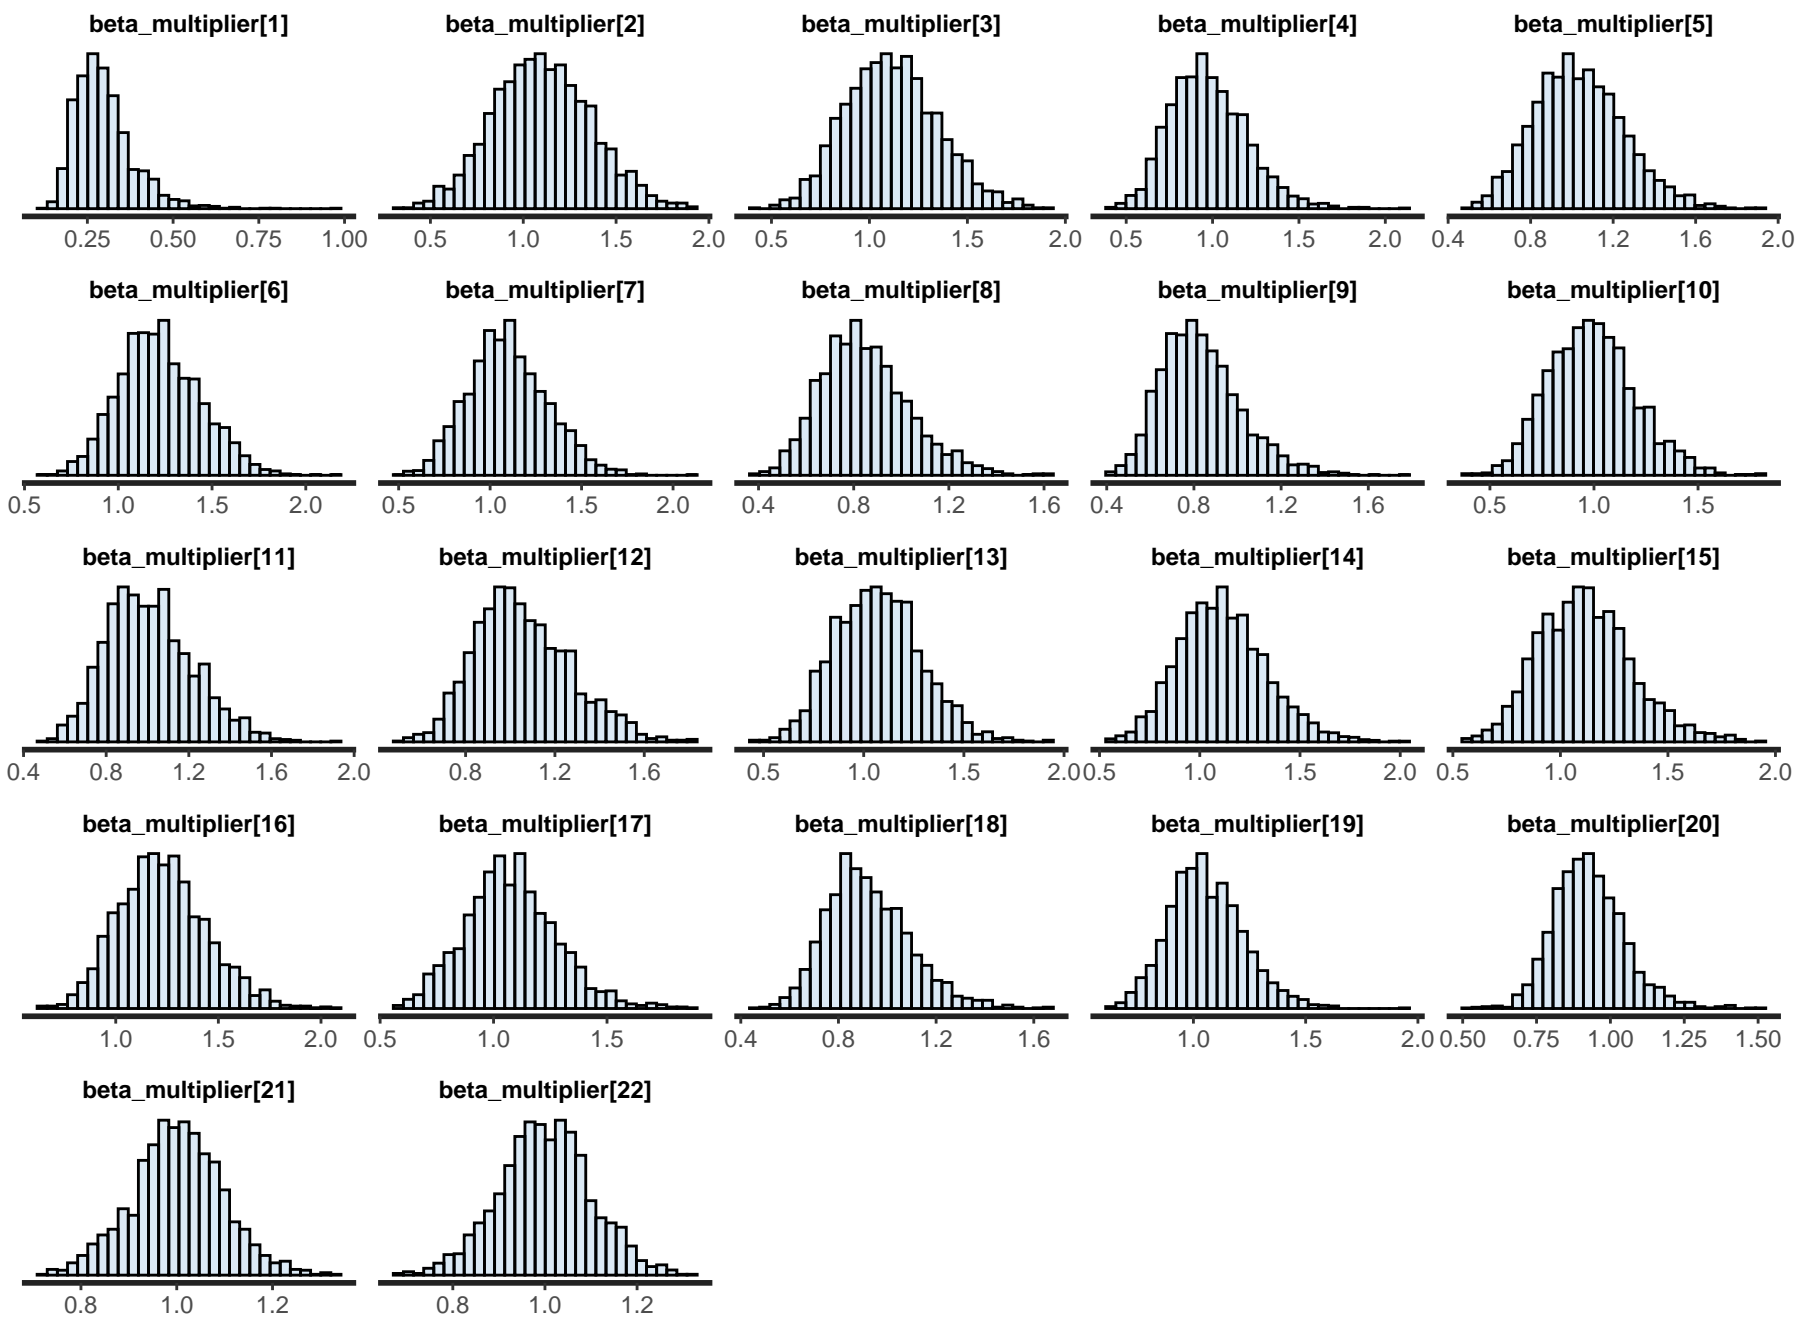 beta_multiplier[1] beta_multiplier[2] beta_multiplier[3] beta_multiplier[4] beta_multiplier[5]
0.25 0.50 0.75 1.00 0.5 1.0 1.5 2.0 0.5 1.0 1.5 2.0 0.5 1.0 1.5 2.0 0.4 0.8 1.2 1.6 2.0
beta_multiplier[6] beta_multiplier[7] beta_multiplier[8] beta_multiplier[9] beta_multiplier[10]
0.5 1.0 1.5 2.0 0.5 1.0 1.5 2.0 0.4 0.8 1.2 1.6 0.4 0.8 1.2 1.6 0.5 1.0 1.5
beta_multiplier[11] beta_multiplier[12] beta_multiplier[13] beta_multiplier[14] beta_multiplier[15]
0.4 0.8 1.2 1.6 2.0 0.8 1.2 1.6 0.5 1.0 1.5 2.0 0.5 1.0 1.5 2.0 0.5 1.0 1.5 2.0
beta_multiplier[16] beta_multiplier[17] beta_multiplier[18] beta_multiplier[19] beta_multiplier[20]
1.0 1.5 2.0 0.5 1.0 1.5 0.4 0.8 1.2 1.6 1.0 1.5 2.0 0.50 0.75 1.00 1.25 1.50
beta_multiplier[21] beta_multiplier[22]
0.8 1.0 1.2 0.8 1.0 1.2